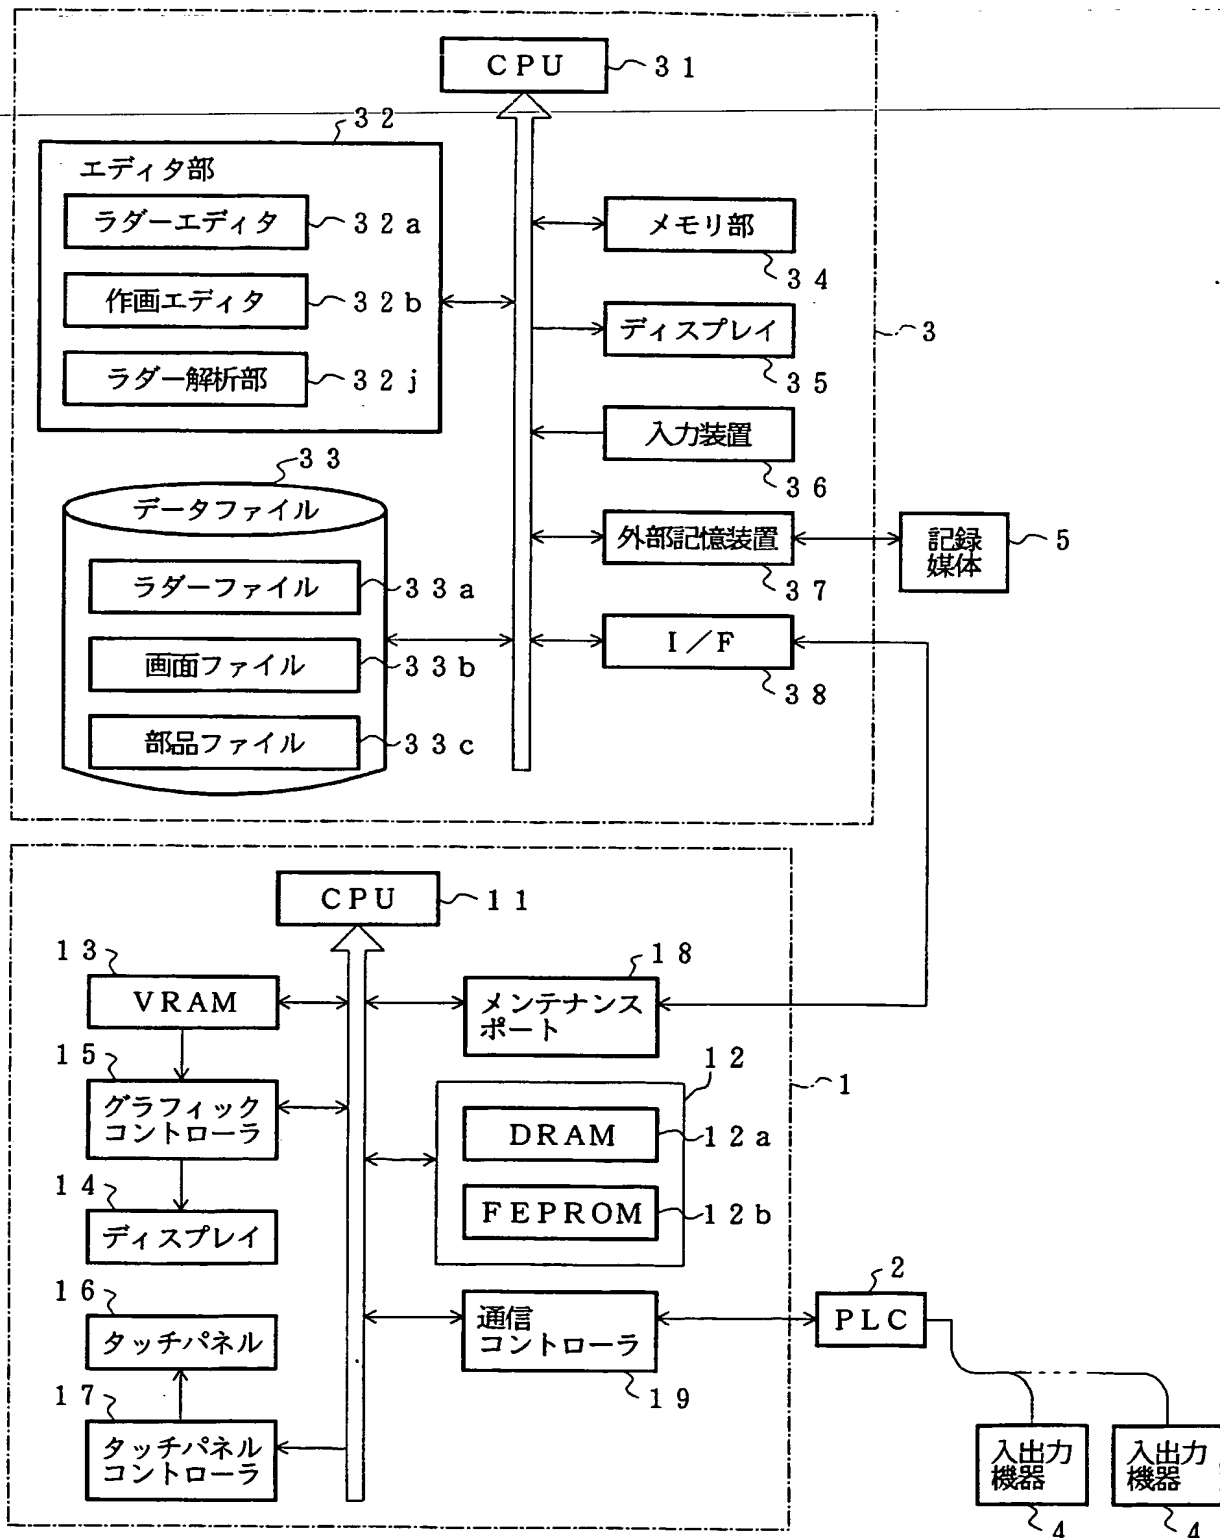 CPU
31
32
エディタ部
ラダーエディタ
32a
作画エディタ
32b
ラダー解析部
32j
メモリ部
34
ディスプレイ
35
3
入力装置
36
33
データファイル
ラダーファイル
33a
画面ファイル
33b
部品ファイル
33c
外部記憶装置
37
記録
媒体
5
I/F
38
CPU
11
13
VRAM
18
メンテナンス
ポート
15
グラフィック
コントローラ
12
1
DRAM
12a
FEPROM
12b
14
ディスプレイ
16
タッチパネル
通信
コントローラ
19
2
PLC
17
タッチパネル
コントローラ
入出力
機器
4
入出力
機器
4